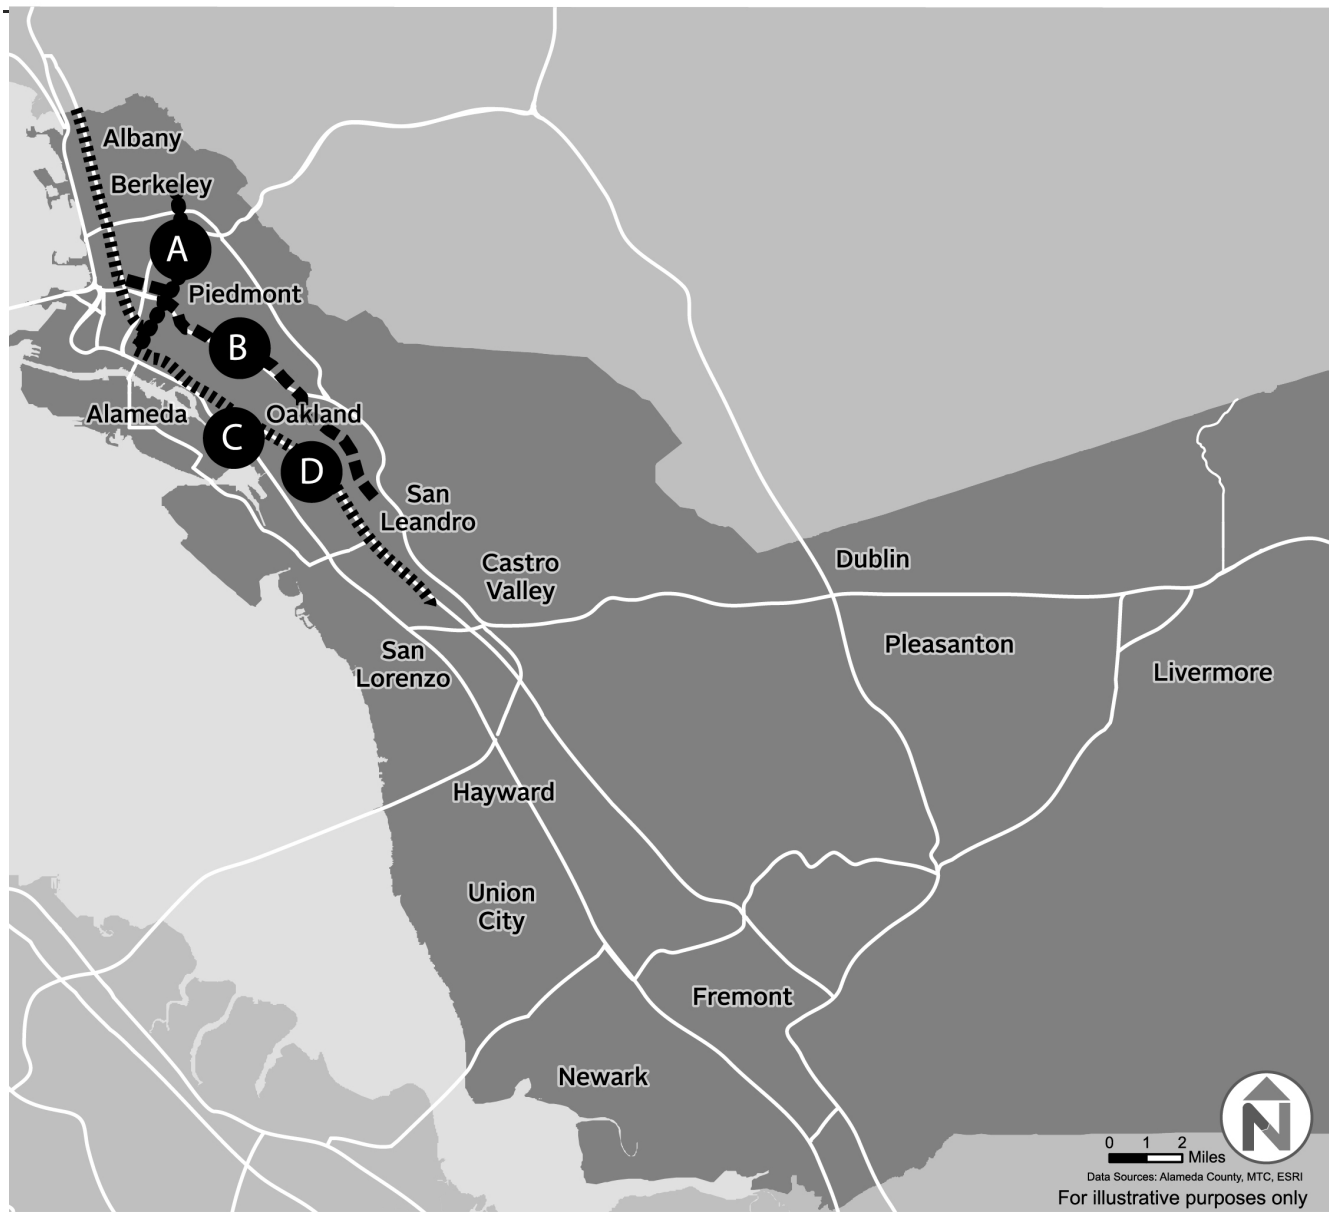 Albany
Berkeley
A
Piedmont
B
Alameda
Oakland
C
D
San
Leandro
Castro
Valley
Dublin
San
Lorenzo
Pleasanton
Livermore
Hayward
Union
City
Fremont
Newark
N
0 1 2
Miles
Data Sources: Alameda County, MTC, ESRI
For illustrative purposes only